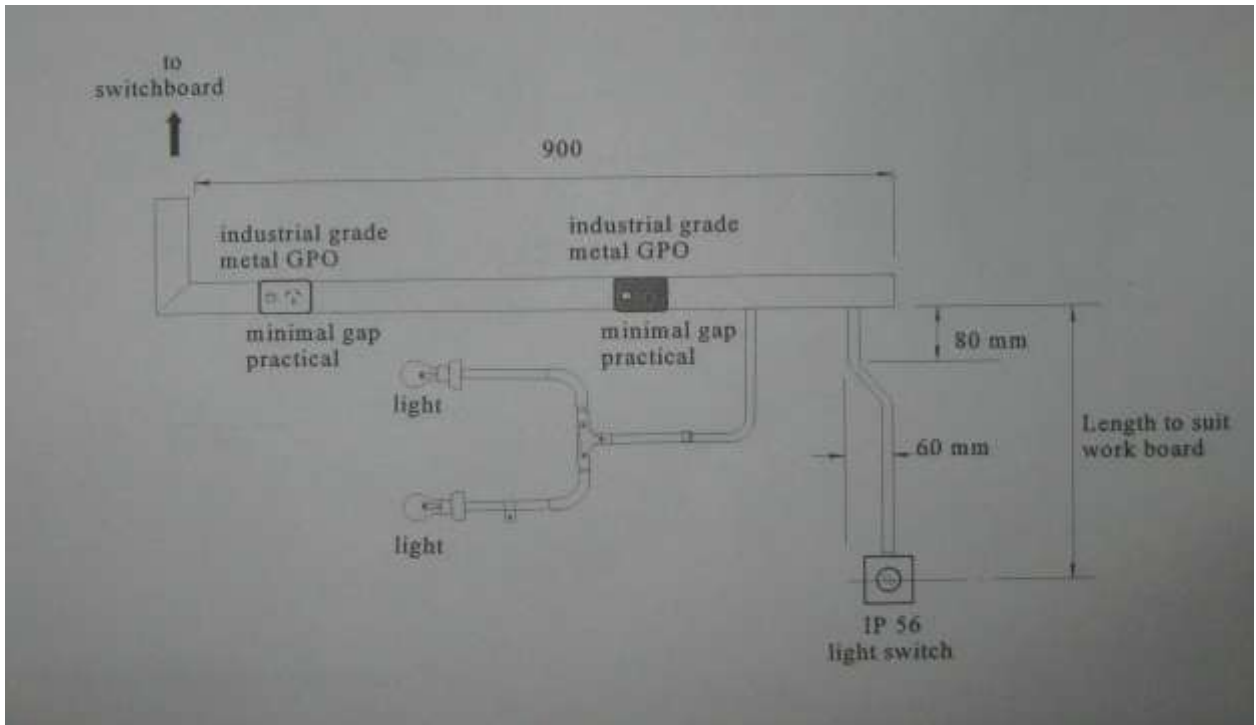 to
switchboard
900
industrial grade
metal GPO
industrial grade
metal GPO
minimal gap
practical
minimal gap
practical
80 mm
light
Length to suit
work board
60 mm
light
IP 56
light switch